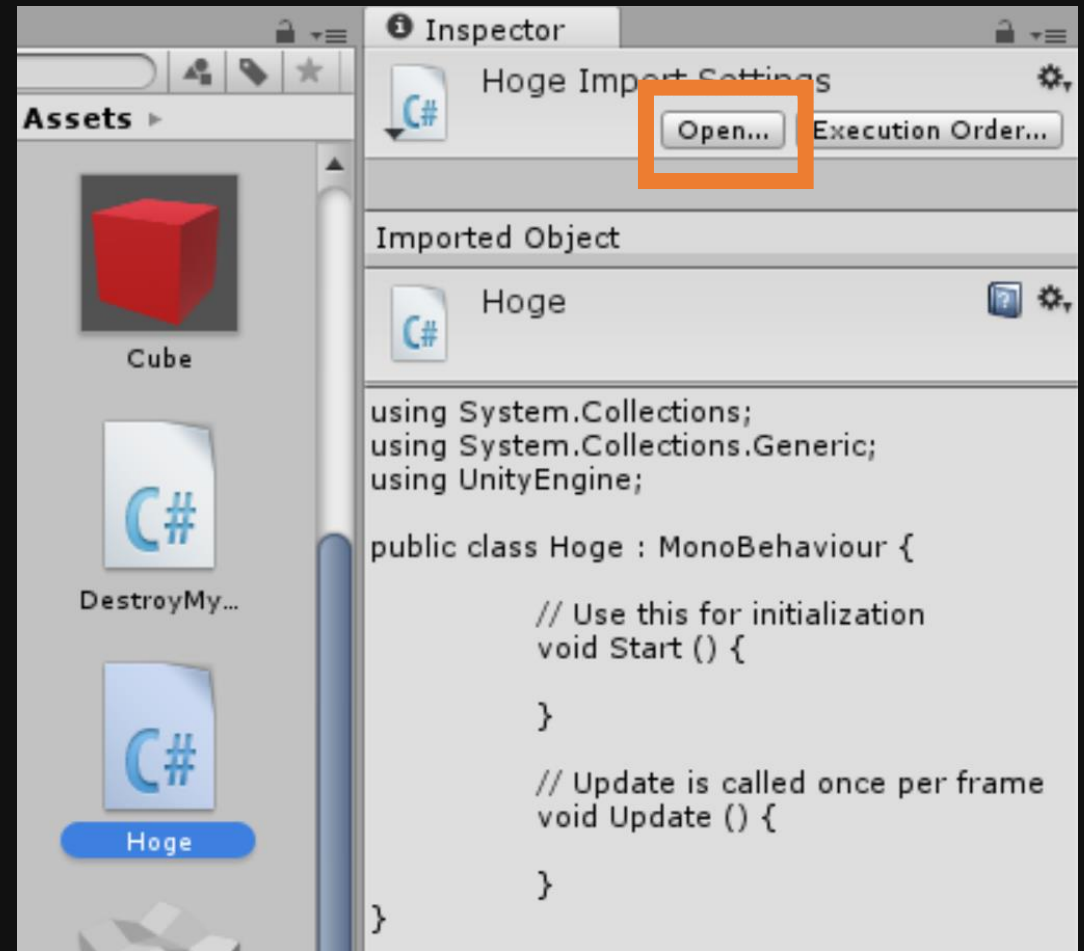 Inspector
Assets
Hoge Import Settings
Open...
Execution Order...
Imported Object
Hoge
C#
C#
Cube
C#
DestroyMy...
C#
Hoge
using System.Collections;
using System.Collections.Generic;
using UnityEngine;
public class Hoge : MonoBehaviour {
// Use this for initialization
void Start () {
}
// Update is called once per frame
void Update () {
}
}